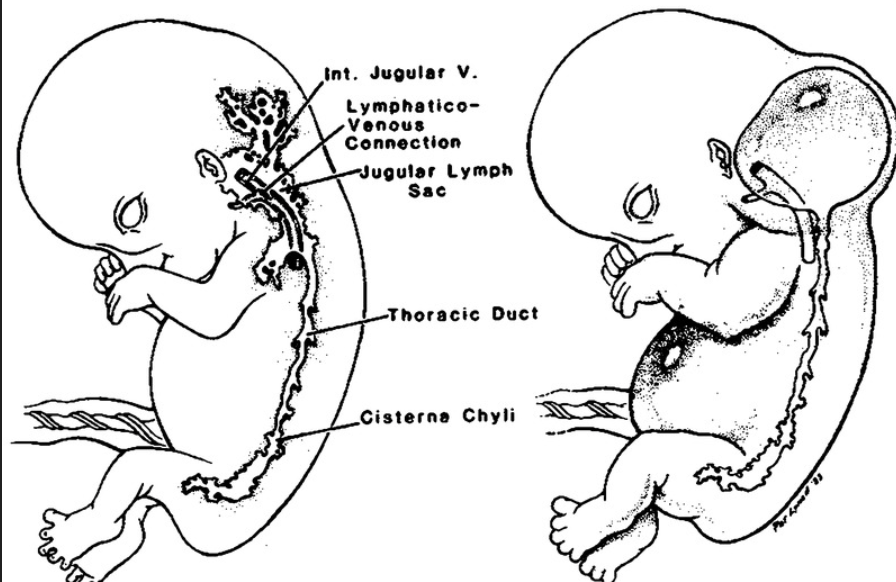 Int. Jugular V.
Lymphatico-
Venous
Connection
Jugular Lymph
Sac
Thoracic Duct
Cisterna Chyli